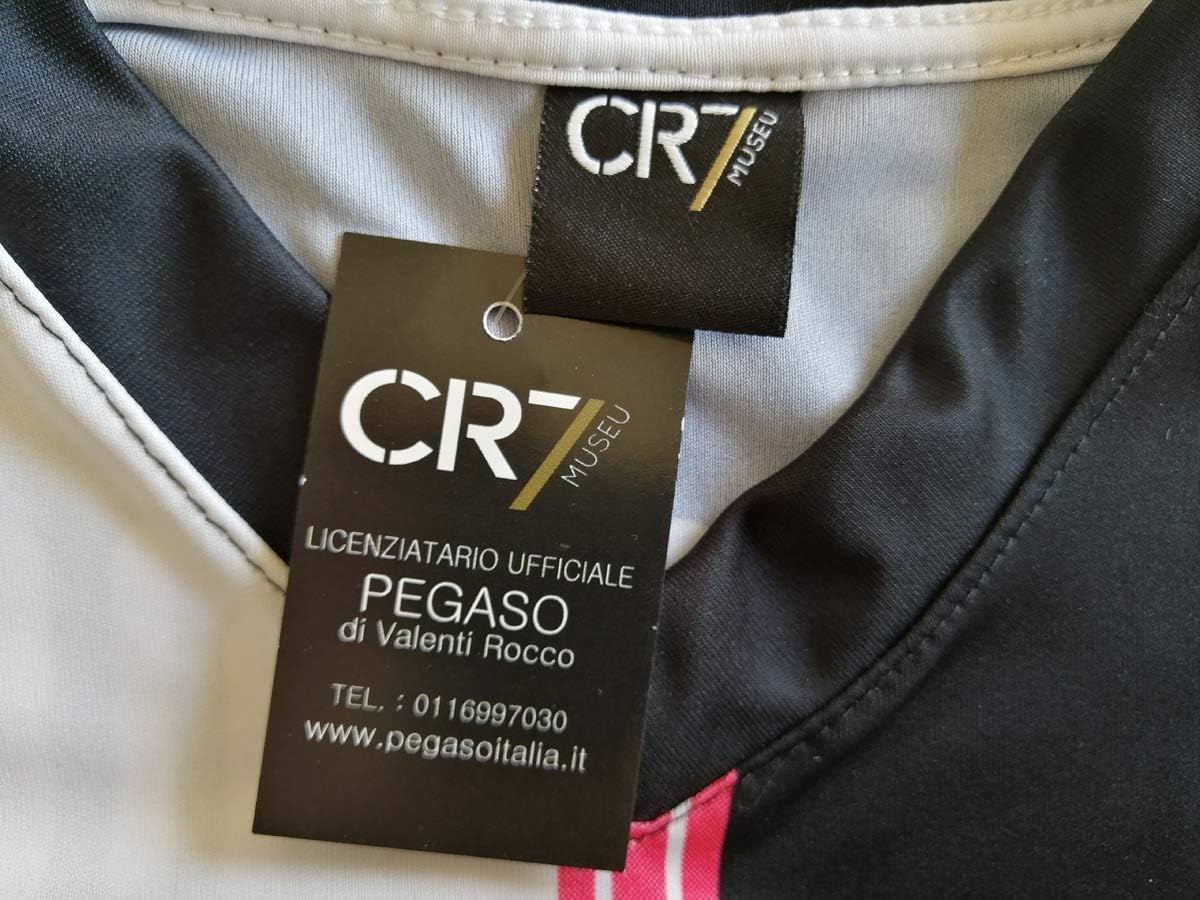 CR7 MUSEU
CR7 MUSEU
LICENZIATARIO UFFICIALE
PEGASO
di Valenti Rocco
TEL. : 0116997030
www.pegasoitalia.it